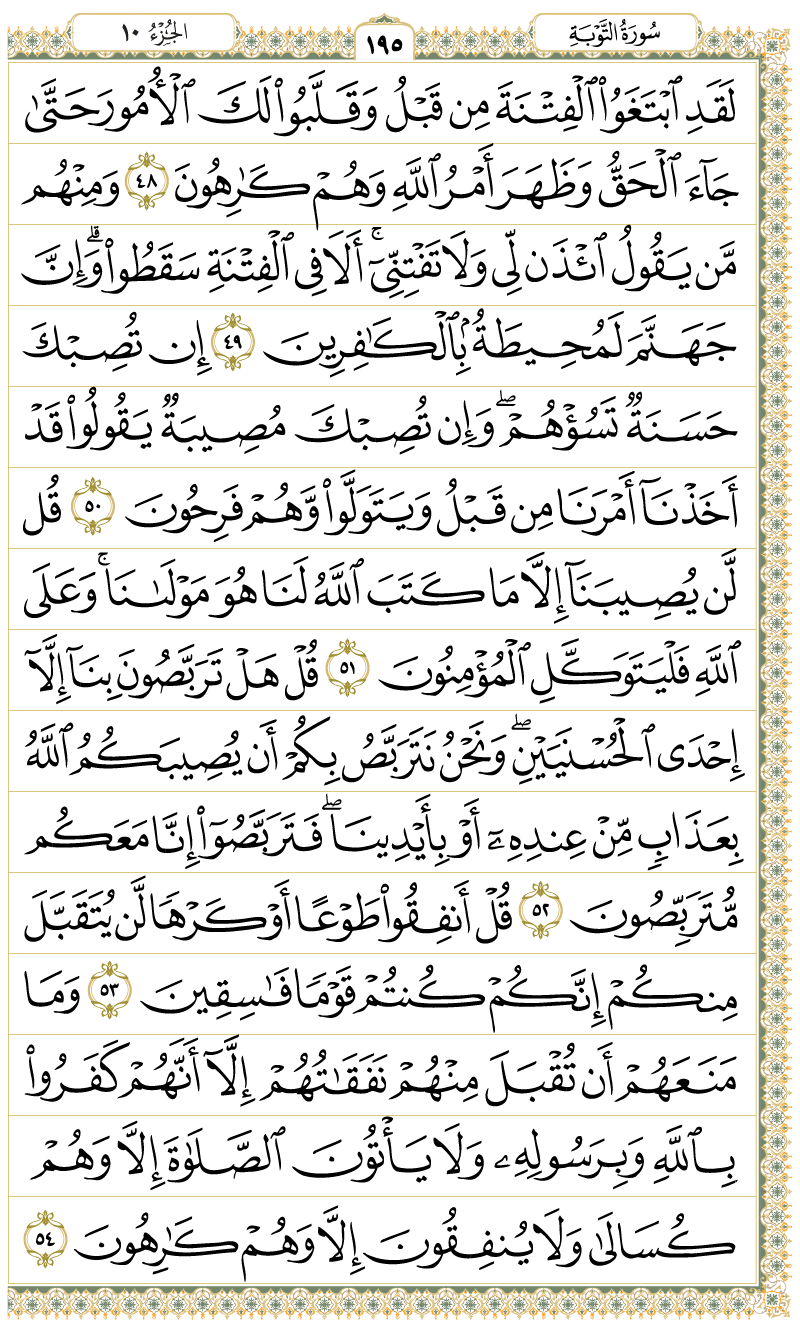 سُورَةُ التَّوْبَةِ ١٩٥ الجُزْءُ ١٠
لَقَدِ ٱبْتَغَوُا۟ ٱلْفِتْنَةَ مِن قَبْلُ وَقَلَّبُوا۟ لَكَ ٱلْأُمُورَ حَتَّىٰ
جَآءَ ٱلْحَقُّ وَظَهَرَ أَمْرُ ٱللَّهِ وَهُمْ كَـٰرِهُونَ ٤٨ وَمِنْهُم
مَّن يَقُولُ ٱئْذَن لِّى وَلَا تَفْتِنِّىٓ ۚ أَلَا فِى ٱلْفِتْنَةِ سَقَطُوا۟ ۗ وَإِنَّ
جَهَنَّمَ لَمُحِيطَةٌۢ بِٱلْكَـٰفِرِينَ ٤٩ إِن تُصِبْكَ
حَسَنَةٌ تَسُؤْهُمْ ۖ وَإِن تُصِبْكَ مُصِيبَةٌ يَقُولُوا۟ قَدْ
أَخَذْنَآ أَمْرَنَا مِن قَبْلُ وَيَتَوَلَّوا۟ وَّهُمْ فَرِحُونَ ٥٠ قُل
لَّن يُصِيبَنَآ إِلَّا مَا كَتَبَ ٱللَّهُ لَنَا هُوَ مَوْلَىٰنَا ۚ وَعَلَى
ٱللَّهِ فَلْيَتَوَكَّلِ ٱلْمُؤْمِنُونَ ٥١ قُلْ هَلْ تَرَبَّصُونَ بِنَآ إِلَّآ
إِحْدَى ٱلْحُسْنَيَيْنِ ۖ وَنَحْنُ نَتَرَبَّصُ بِكُمْ أَن يُصِيبَكُمُ ٱللَّهُ
بِعَذَابٍ مِّنْ عِندِهِۦٓ أَوْ بِأَيْدِينَا ۖ فَتَرَبَّصُوٓا۟ إِنَّا مَعَكُم
مُّتَرَبِّصُونَ ٥٢ قُلْ أَنفِقُوا۟ طَوْعًا أَوْ كَرْهًا لَّن يُتَقَبَّلَ
مِنكُمْ إِنَّكُمْ كُنتُمْ قَوْمًا فَـٰسِقِينَ ٥٣ وَمَا
مَنَعَهُمْ أَن تُقْبَلَ مِنْهُمْ نَفَقَـٰتُهُمْ إِلَّآ أَنَّهُمْ كَفَرُوا۟
بِٱللَّهِ وَبِرَسُولِهِۦ وَلَا يَأْتُونَ ٱلصَّلَوٰةَ إِلَّا وَهُمْ
كُسَالَىٰ وَلَا يُنفِقُونَ إِلَّا وَهُمْ كَـٰرِهُونَ ٥٤